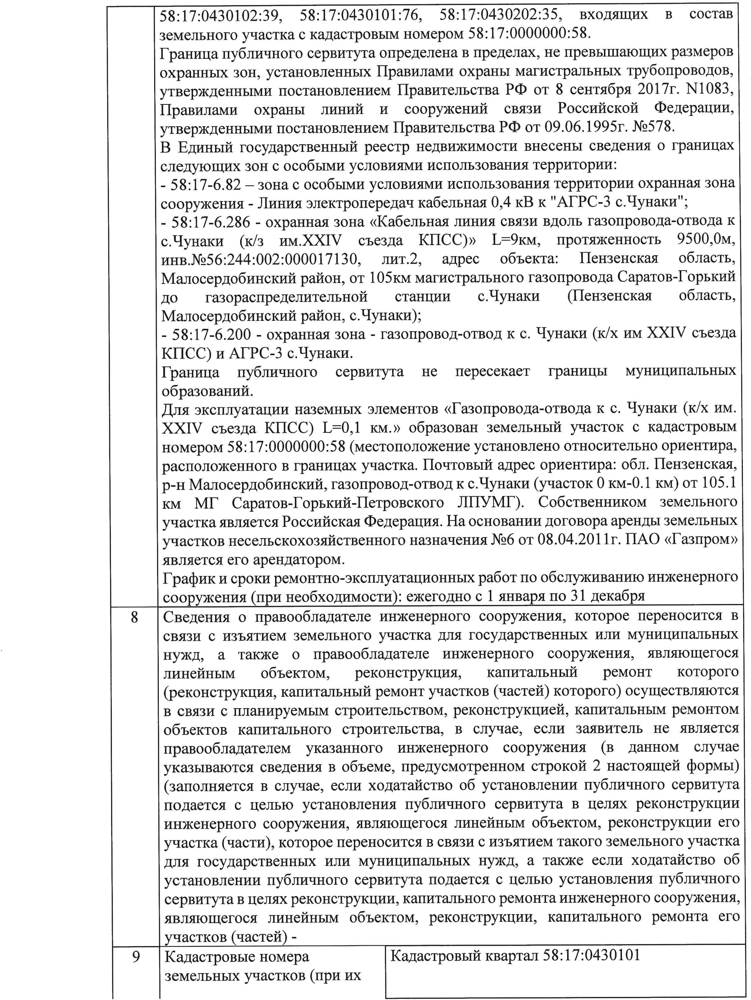 58:17:0430102:39, 58:17:0430101:76, 58:17:0430202:35, входящих в состав
земельного участка с кадастровым номером 58:17:0000000:58.
Граница публичного сервитута определена в пределах, не превышающих размеров
охранных зон, установленных Правилами охраны магистральных трубопроводов,
утвержденными постановлением Правительства РФ от 8 сентября 2017г. N1083,
Правилами охраны линий и сооружений связи Российской Федерации,
утвержденными постановлением Правительства РФ от 09.06.1995г. №578.
В Единый государственный реестр недвижимости внесены сведения о границах
следующих зон с особыми условиями использования территории:
- 58:17-6.82 – зона с особыми условиями использования территории охранная зона
сооружения - Линия электропередач кабельная 0,4 кВ к "АГРС-3 с.Чунаки";
- 58:17-6.286 - охранная зона «Кабельная линия связи вдоль газопровода-отвода к
с.Чунаки (к/з им.XXIV съезда КПСС)» L=9км, протяженность 9500,0м,
инв.№56:244:002:000017130, лит.2, адрес объекта: Пензенская область,
Малосердобинский район, от 105км магистрального газопровода Саратов-Горький
до газораспределительной станции с.Чунаки (Пензенская область,
Малосердобинский район, с.Чунаки);
- 58:17-6.200 - охранная зона - газопровод-отвод к с. Чунаки (к/х им XXIV съезда
КПСС) и АГРС-3 с.Чунаки.
Граница публичного сервитута не пересекает границы муниципальных
образований.
Для эксплуатации наземных элементов «Газопровода-отвода к с. Чунаки (к/х им.
XXIV съезда КПСС) L=0,1 км.» образован земельный участок с кадастровым
номером 58:17:0000000:58 (местоположение установлено относительно ориентира,
расположенного в границах участка. Почтовый адрес ориентира: обл. Пензенская,
р-н Малосердобинский, газопровод-отвод к с.Чунаки (участок 0 км-0.1 км) от 105.1
км МГ Саратов-Горький-Петровского ЛПУМГ). Собственником земельного
участка является Российская Федерация. На основании договора аренды земельных
участков несельскохозяйственного назначения №6 от 08.04.2011г. ПАО «Газпром»
является его арендатором.
График и сроки ремонтно-эксплуатационных работ по обслуживанию инженерного
сооружения (при необходимости): ежегодно с 1 января по 31 декабря
8 Сведения о правообладателе инженерного сооружения, которое переносится в
связи с изъятием земельного участка для государственных или муниципальных
нужд, а также о правообладателе инженерного сооружения, являющегося
линейным объектом, реконструкция, капитальный ремонт которого
(реконструкция, капитальный ремонт участков (частей) которого) осуществляются
в связи с планируемым строительством, реконструкцией, капитальным ремонтом
объектов капитального строительства, в случае, если заявитель не является
правообладателем указанного инженерного сооружения (в данном случае
указываются сведения в объеме, предусмотренном строкой 2 настоящей формы)
(заполняется в случае, если ходатайство об установлении публичного сервитута
подается с целью установления публичного сервитута в целях реконструкции
инженерного сооружения, являющегося линейным объектом, реконструкции его
участка (части), которое переносится в связи с изъятием такого земельного участка
для государственных или муниципальных нужд, а также если ходатайство об
установлении публичного сервитута подается с целью установления публичного
сервитута в целях реконструкции, капитального ремонта инженерного сооружения,
являющегося линейным объектом, реконструкции, капитального ремонта его
участков (частей) -
9 Кадастровые номера
земельных участков (при их
Кадастровый квартал 58:17:0430101